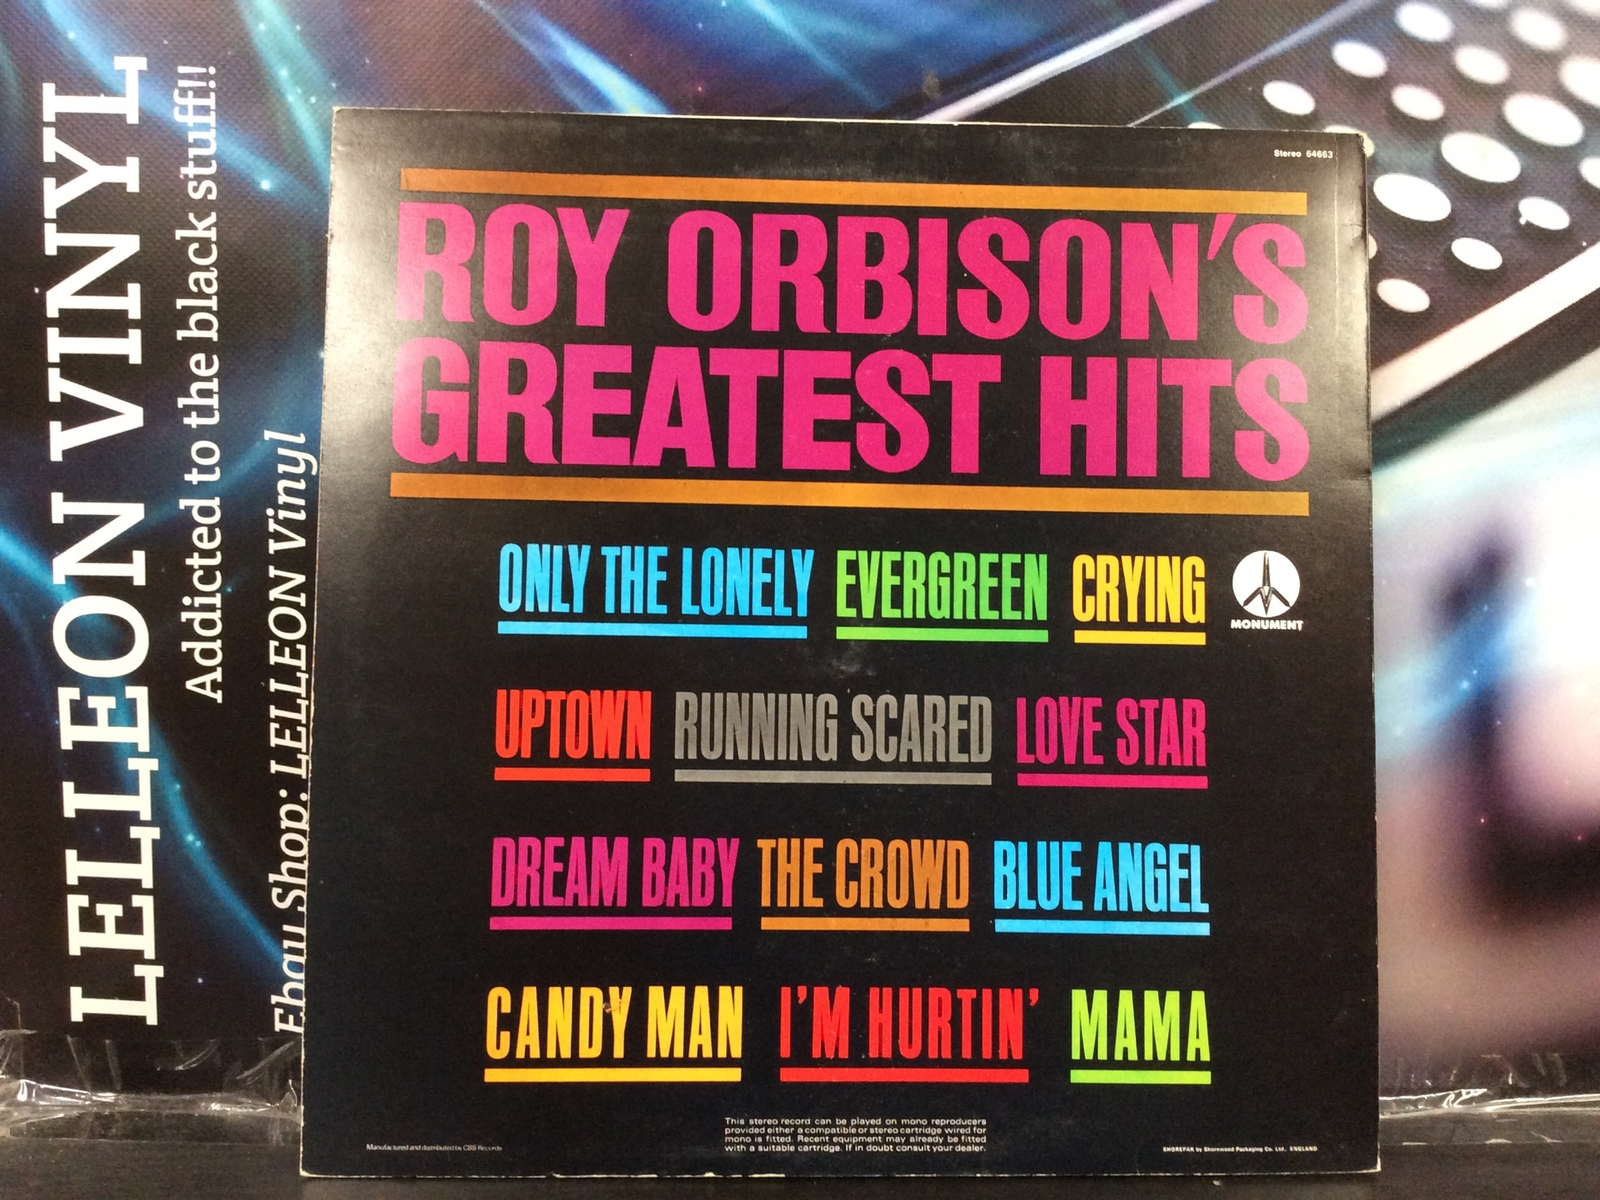 LELLEON VINYL
Addicted to the black stuff!!
Ebay Shop: LELLEON Vinyl
Stereo 64663
ROY ORBISON'S
GREATEST HITS
ONLY THE LONELY EVERGREEN CRYING
MONUMENT
UPTOWN RUNNING SCARED LOVE STAR
DREAM BABY THE CROWD BLUE ANGEL
CANDY MAN I'M HURTIN' MAMA
This stereo record can be played on mono reproducers
provided either a compatible or stereo cartridge wired for
mono is fitted. Recent equipment may already be fitted
with a suitable cartridge. If in doubt consult your dealer.
Manufactured and distributed by CBS Records
SHOREPAK by Shorewood Packaging Co. Ltd., ENGLAND.